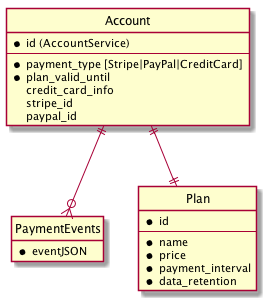 Account
id (AccountService)
payment_type [Stripe|PayPal|CreditCard]
plan_valid_until
credit_card_info
stripe_id
paypal_id
PaymentEvents
eventJSON
Plan
id
name
price
payment_interval
data_retention